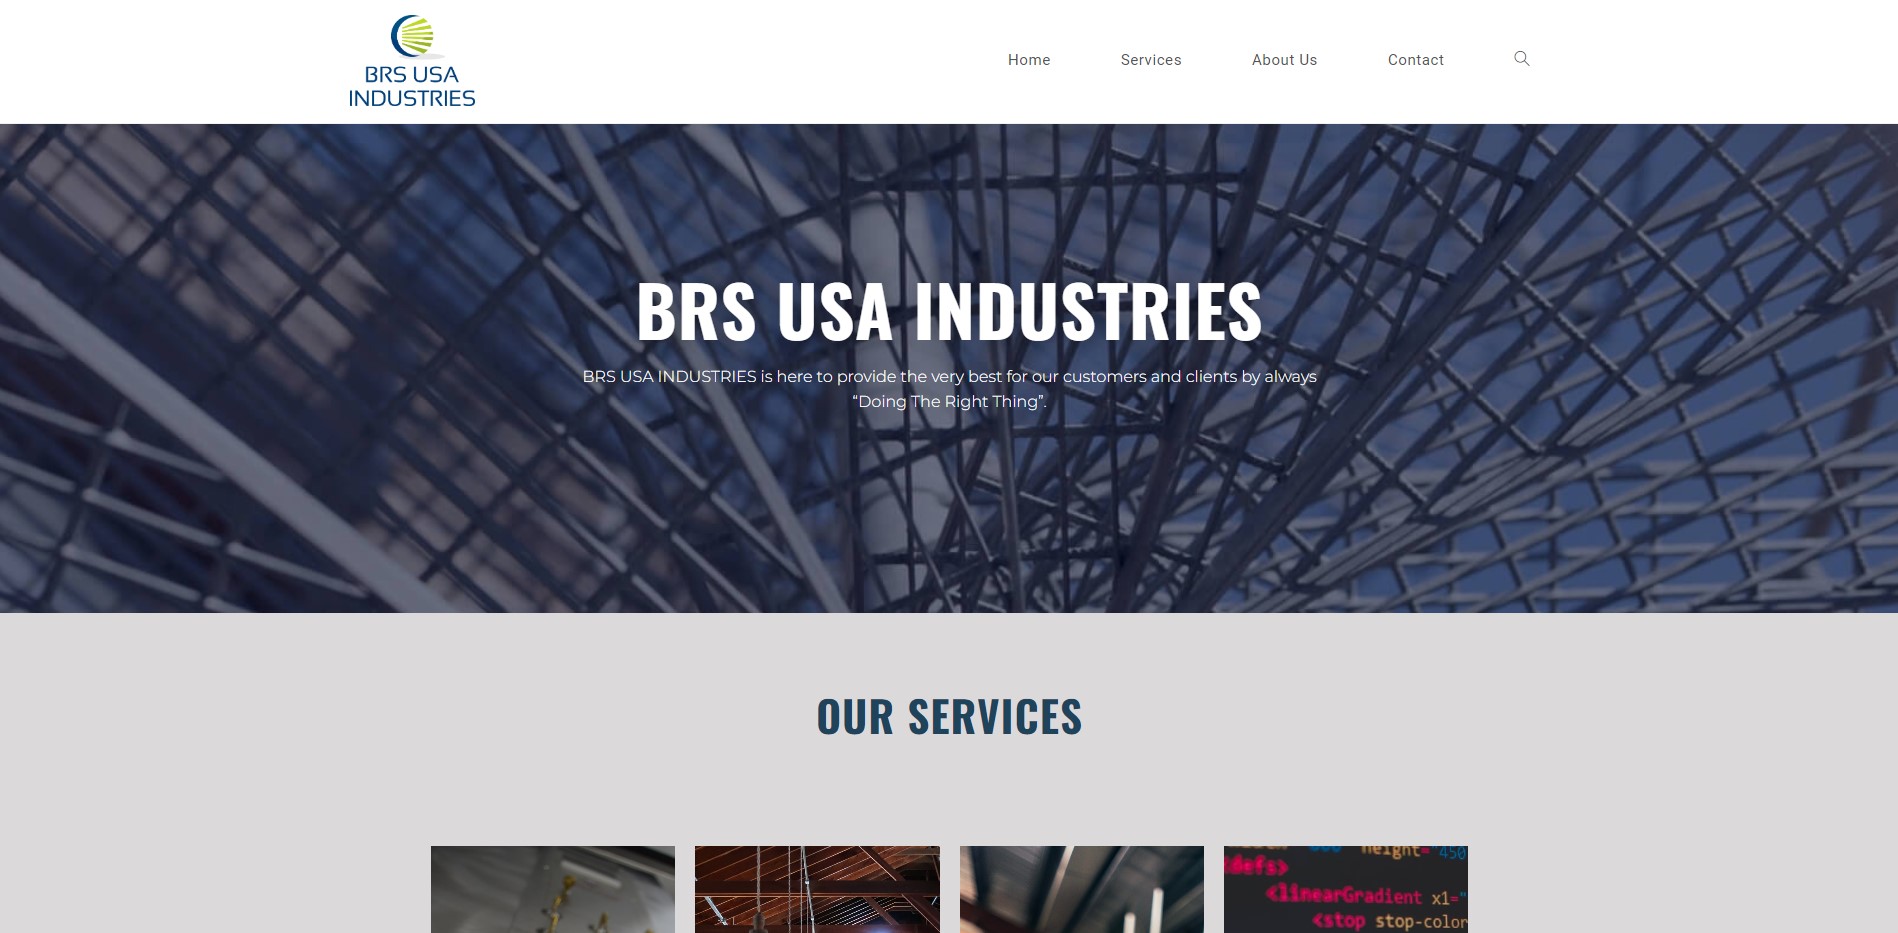 BRS USA
INDUSTRIES
Home
Services
About Us
Contact
BRS USA INDUSTRIES
BRS USA INDUSTRIES is here to provide the very best for our customers and clients by always
“Doing The Right Thing”.
OUR SERVICES
height="450
<defs>
<linearGradient x1="
<stop stop-color